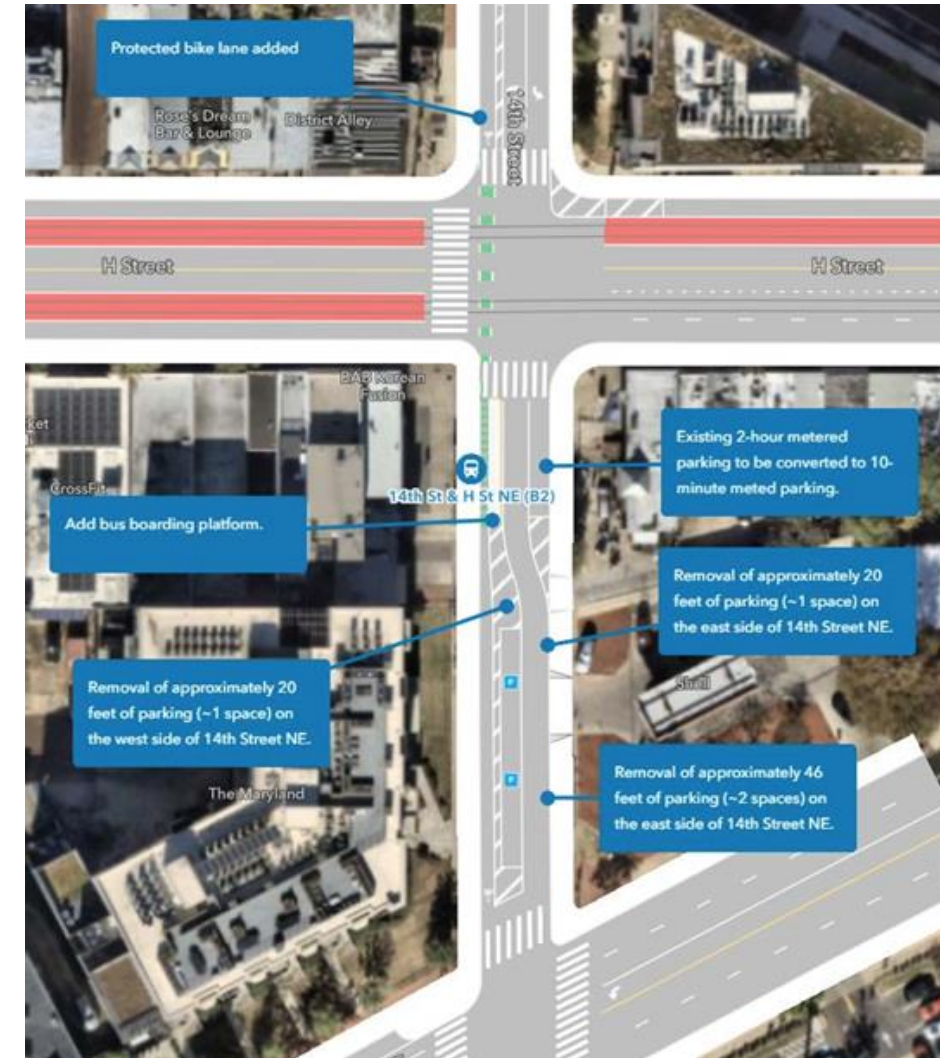 Protected bike lane added
Rose's Dream
Bar & Lounge
District Alley
14th Street
H Street
H Street
BAB Korean
Fusion
CrossFit
14th St & H St NE (B2)
Existing 2-hour metered
parking to be converted to 10-
minute meted parking.
Add bus boarding platform.
Removal of approximately 20
feet of parking (~1 space) on
the east side of 14th Street NE.
Removal of approximately 20
feet of parking (~1 space) on
the west side of 14th Street NE.
Shell
P
P
The Maryland
Removal of approximately 46
feet of parking (~2 spaces) on
the east side of 14th Street NE.